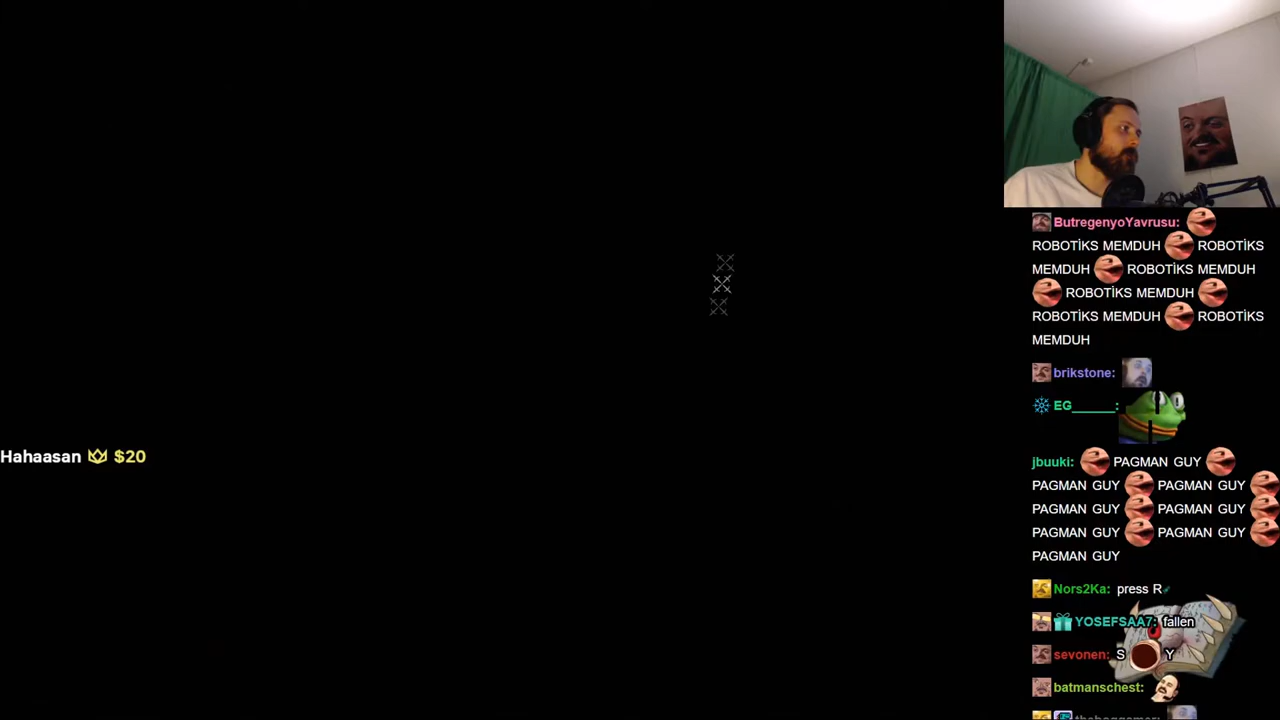 ButregenyoYavrusu:
ROBOTİKS MEMDUH ROBOTİKS
MEMDUH ROBOTİKS MEMDUH
ROBOTİKS MEMDUH
ROBOTİKS MEMDUH ROBOTİKS
MEMDUH
brikstone:
EG______:
Hahaasan $20
jbuuki: PAGMAN GUY
PAGMAN GUY PAGMAN GUY
PAGMAN GUY PAGMAN GUY
PAGMAN GUY PAGMAN GUY
PAGMAN GUY
Nors2Ka: press R
YOSEFSAA7: fallen
sevonen: S Y
batmanschest: